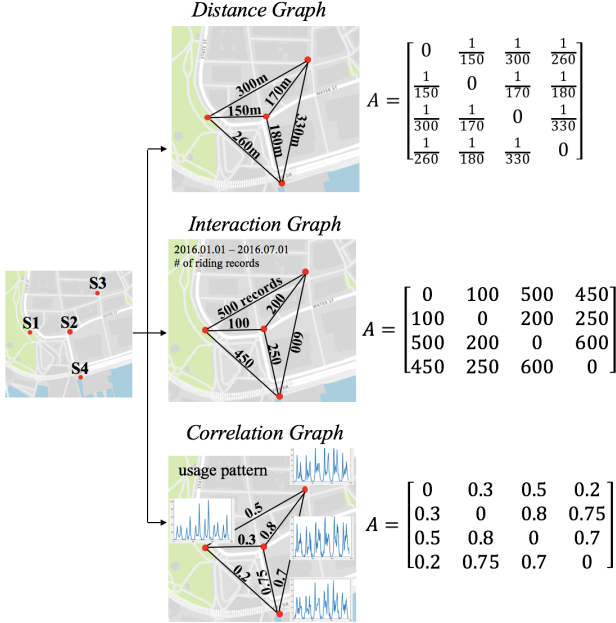 Distance Graph
300m
170m
150m
180m
330m
260m
STATE ST
WATER ST
A =
0 1/150 1/300 1/260
1/150 0 1/170 1/180
1/300 1/170 0 1/330
1/260 1/180 1/330 0
Interaction Graph
2016.01.01 – 2016.07.01
# of riding records
500 records
200
100
600
250
450
WATER ST
A =
0 100 500 450
100 0 200 250
500 200 0 600
450 250 600 0
S3
S1
S2
S4
Correlation Graph
usage pattern
0.5
0.8
0.3
0.2
0.75
0.7
A =
0 0.3 0.5 0.2
0.3 0 0.8 0.75
0.5 0.8 0 0.7
0.2 0.75 0.7 0